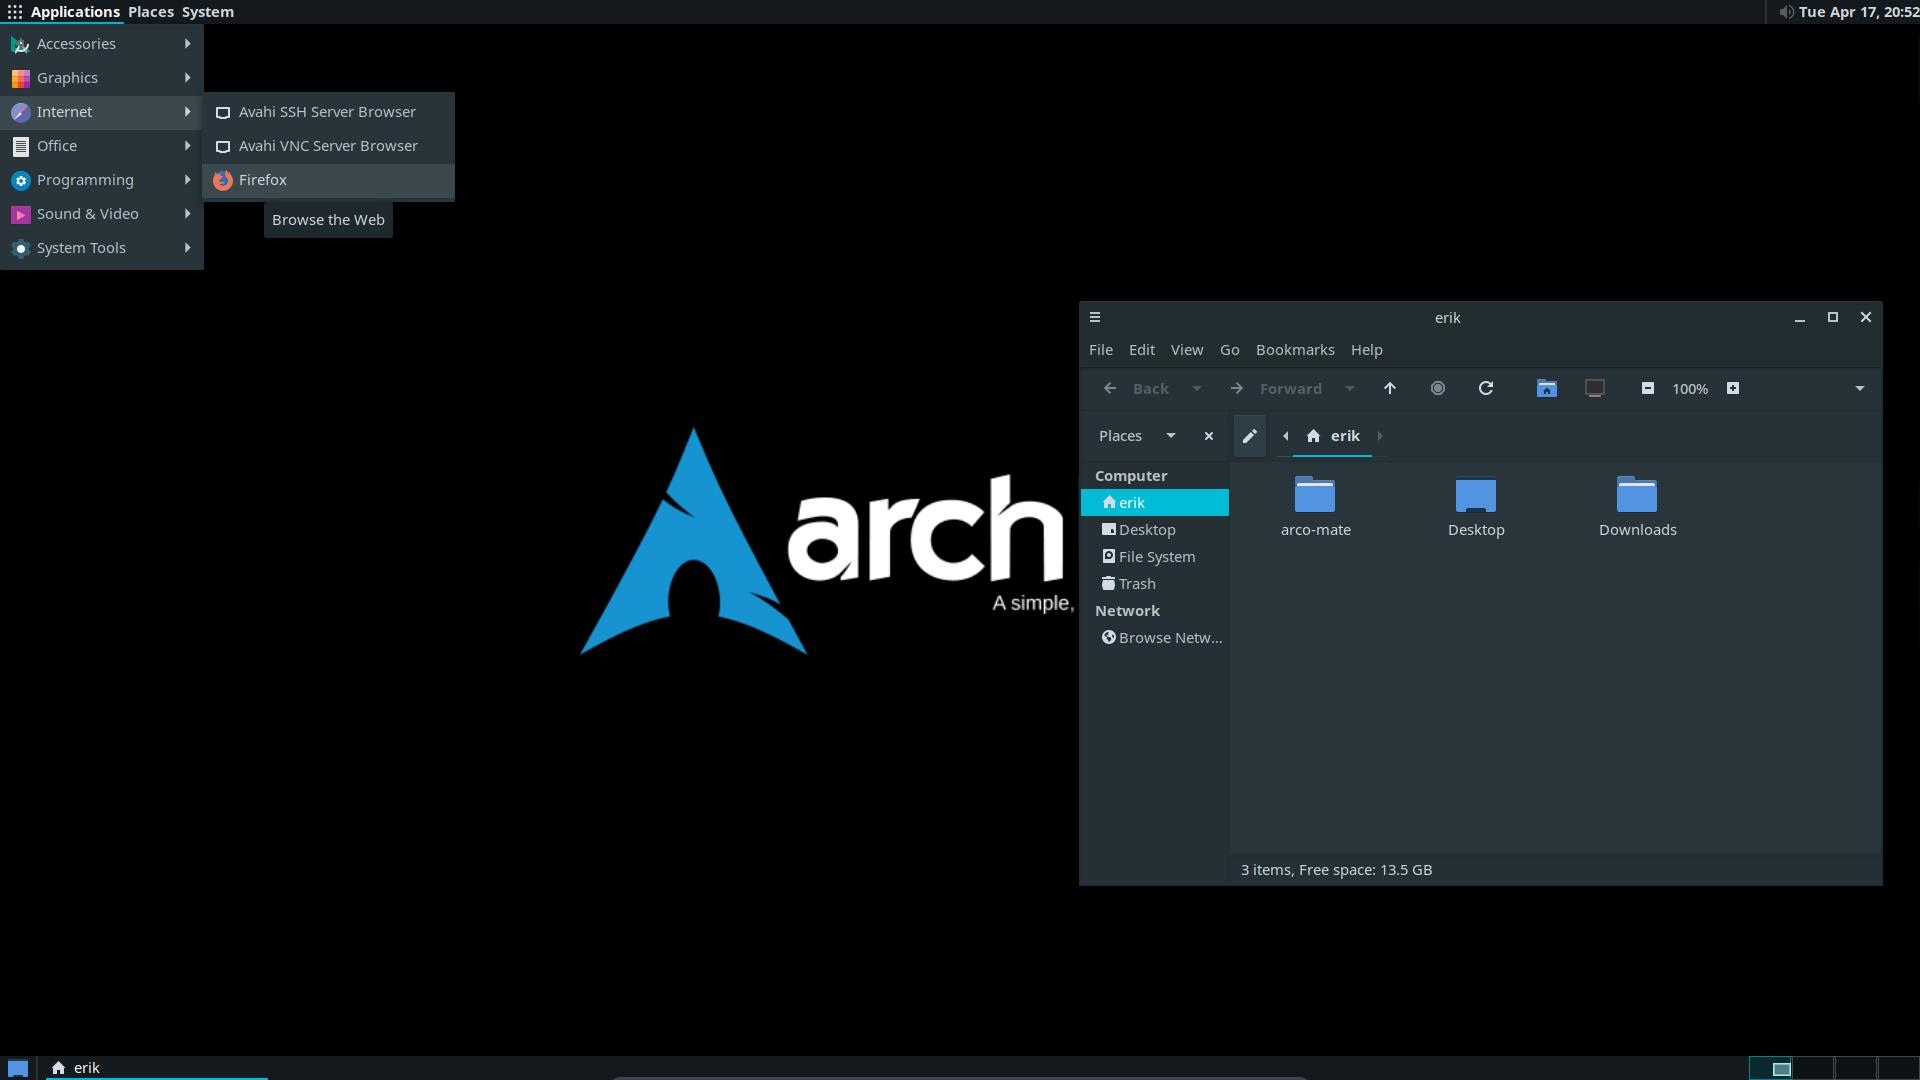 Applications Places System
Tue Apr 17, 20:52
Accessories
Graphics
Internet
Office
Programming
Sound & Video
System Tools
Avahi SSH Server Browser
Avahi VNC Server Browser
Firefox
Browse the Web
arch
A simple,
erik
File Edit View Go Bookmarks Help
Back Forward 100%
Places
erik
Computer
erik
Desktop
File System
Trash
Network
Browse Netw...
arco-mate
Desktop
Downloads
3 items, Free space: 13.5 GB
erik